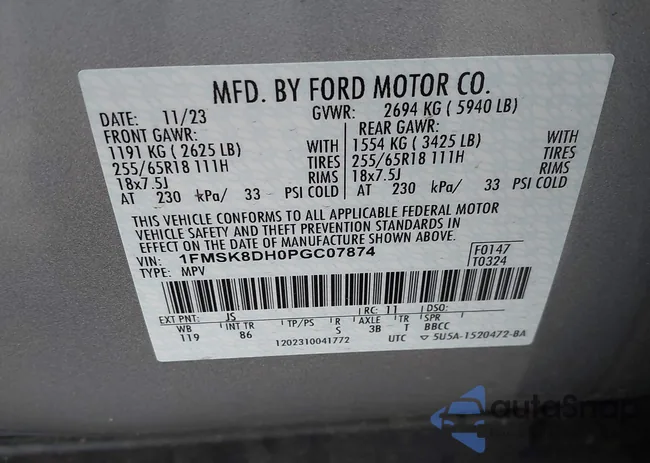 MFD. BY FORD MOTOR CO.
DATE: 11/23 GVWR: 2694 KG ( 5940 LB)
FRONT GAWR: REAR GAWR:
1191 KG ( 2625 LB) WITH 1554 KG ( 3425 LB) WITH
255/65R18 111H TIRES 255/65R18 111H TIRES
18x7.5J RIMS 18x7.5J RIMS
AT 230 kPa/ 33 PSI COLD AT 230 kPa/ 33 PSI COLD
THIS VEHICLE CONFORMS TO ALL APPLICABLE FEDERAL MOTOR
VEHICLE SAFETY AND THEFT PREVENTION STANDARDS IN
EFFECT ON THE DATE OF MANUFACTURE SHOWN ABOVE.
VIN: 1FMSK8DH0PGC07874 F0147
TYPE: MPV T0324
EXT PNT: JS RC: 11 DSO:
WB INT TR TP/PS R AXLE TR SPR
119 86 S 3B T BBCC
1202310041772 UTC ▽ 5U5A-1520472-BA
autoSnap